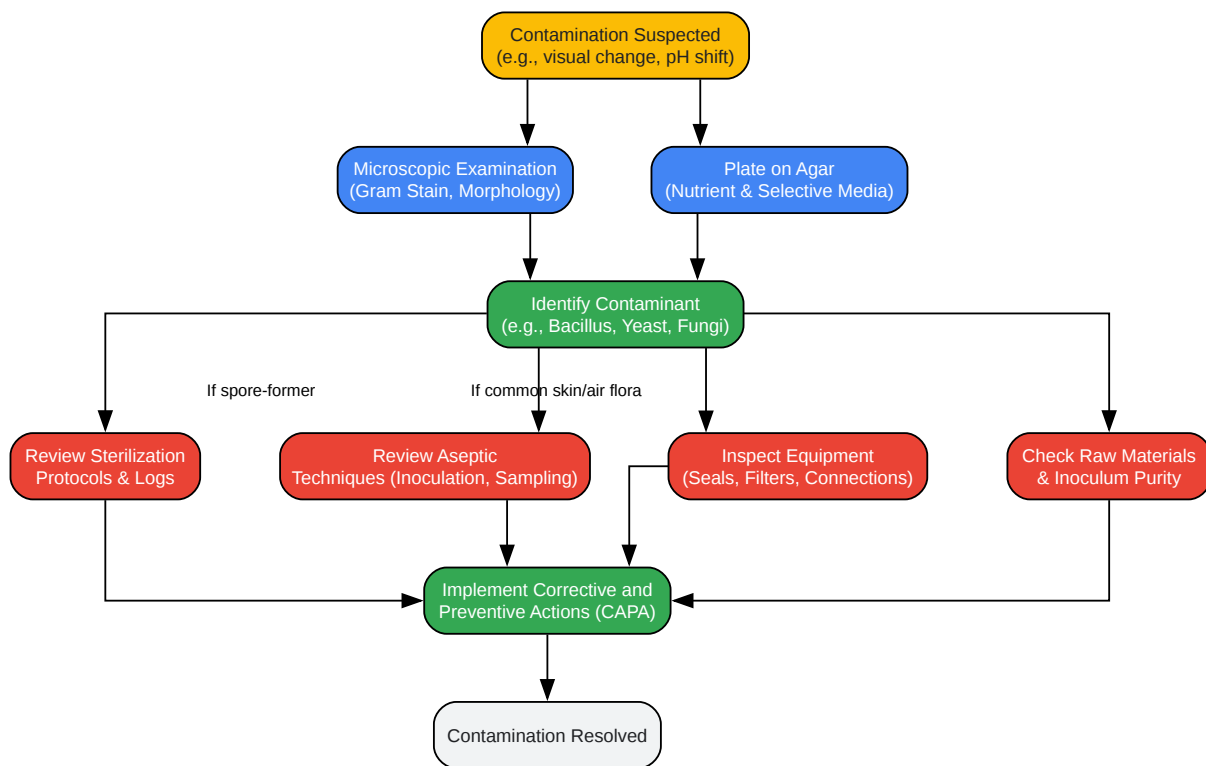 Contamination Suspected
(e.g., visual change, pH shift)
Microscopic Examination
(Gram Stain, Morphology)
Plate on Agar
(Nutrient & Selective Media)
Identify Contaminant
(e.g., Bacillus, Yeast, Fungi)
If spore-former
If common skin/air flora
Review Sterilization
Protocols & Logs
Review Aseptic
Techniques (Inoculation, Sampling)
Inspect Equipment
(Seals, Filters, Connections)
Check Raw Materials
& Inoculum Purity
Implement Corrective and
Preventive Actions (CAPA)
Contamination Resolved